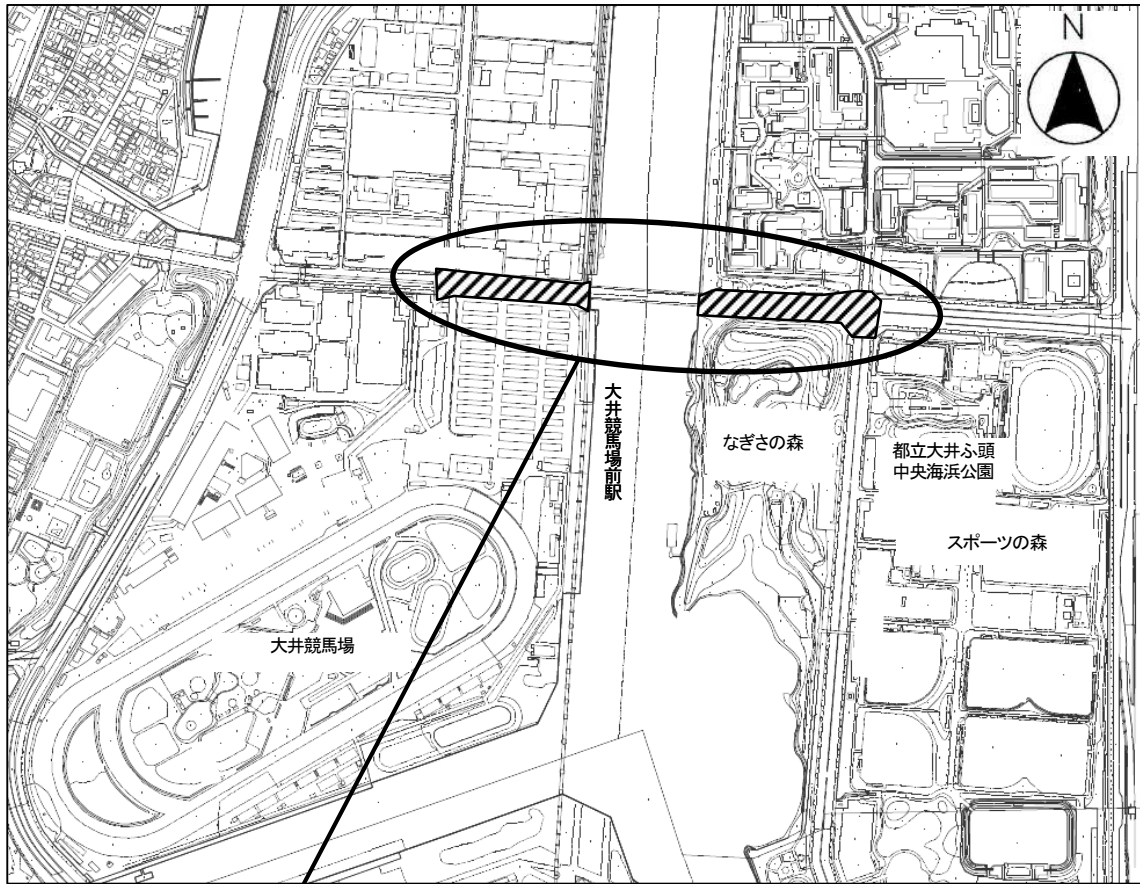 N
大井競馬場前駅
なぎさの森
都立大井ふ頭
中央海浜公園
スポーツの森
大井競馬場